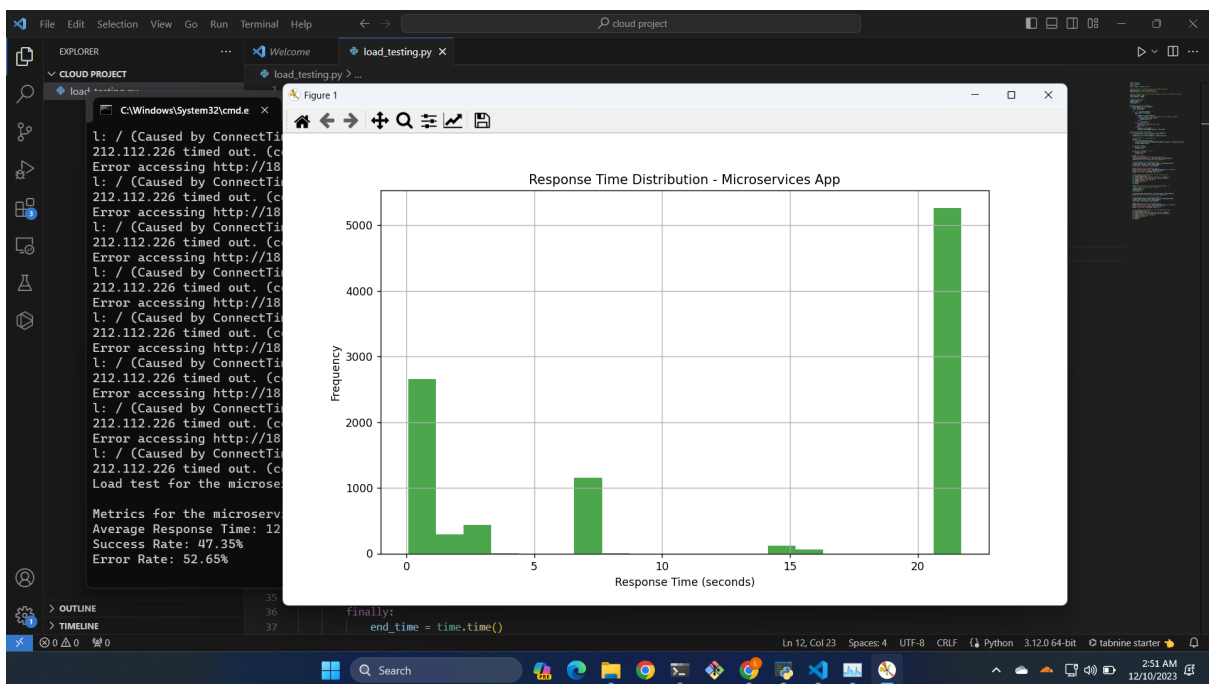 File Edit Selection View Go Run Terminal Help
cloud project
EXPLORER
Welcome
load_testing.py
CLOUD PROJECT
load_testing.py > ...
C:\Windows\System32\cmd.e
l: / (Caused by ConnectTi
212.112.226 timed out. (c
Error accessing http://18
l: / (Caused by ConnectTi
212.112.226 timed out. (c
Error accessing http://18
l: / (Caused by ConnectTi
212.112.226 timed out. (c
Error accessing http://18
l: / (Caused by ConnectTi
212.112.226 timed out. (c
Error accessing http://18
l: / (Caused by ConnectTi
212.112.226 timed out. (c
Error accessing http://18
l: / (Caused by ConnectTi
212.112.226 timed out. (c
Error accessing http://18
l: / (Caused by ConnectTi
212.112.226 timed out. (c
Error accessing http://18
l: / (Caused by ConnectTi
212.112.226 timed out. (c
Load test for the microse
Metrics for the microserv
Average Response Time: 12
Success Rate: 47.35%
Error Rate: 52.65%
Figure 1
Response Time Distribution - Microservices App
Frequency
5000
4000
3000
2000
1000
0
0 5 10 15 20
Response Time (seconds)
35
36 finally:
37 end_time = time.time()
OUTLINE
TIMELINE
3
1
0 0 0
Ln 12, Col 23 Spaces: 4 UTF-8 CRLF Python 3.12.0 64-bit tabnine starter
Search
PRE
2:51 AM
12/10/2023